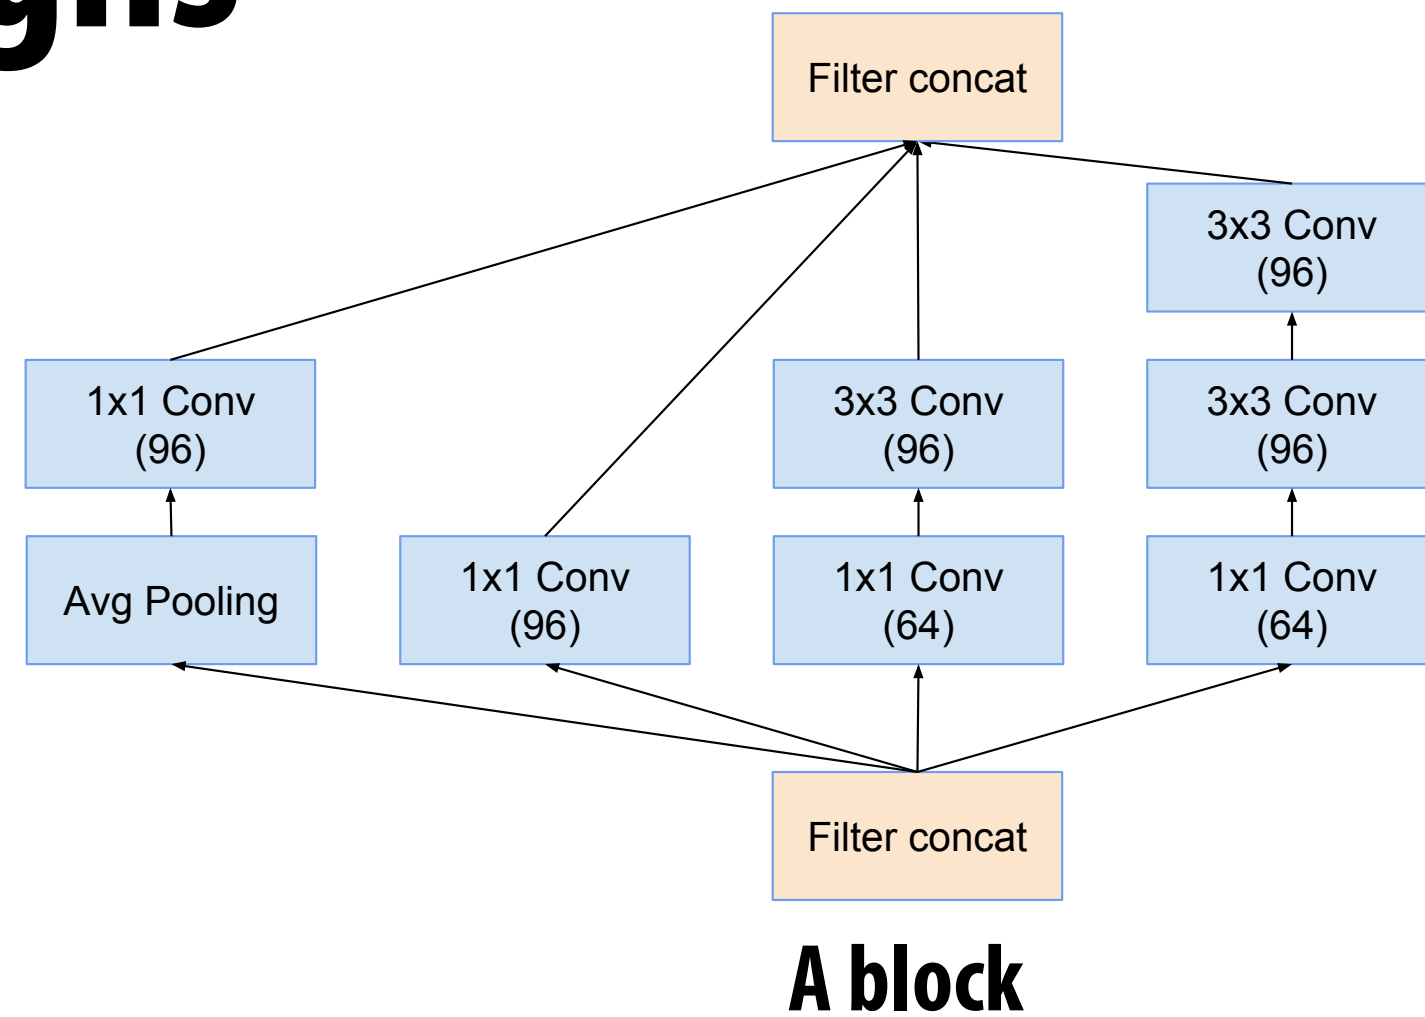 Filter concat
3x3 Conv
(96)
1x1 Conv
(96)
3x3 Conv
(96)
3x3 Conv
(96)
Avg Pooling
1x1 Conv
(96)
1x1 Conv
(64)
1x1 Conv
(64)
Filter concat
A block